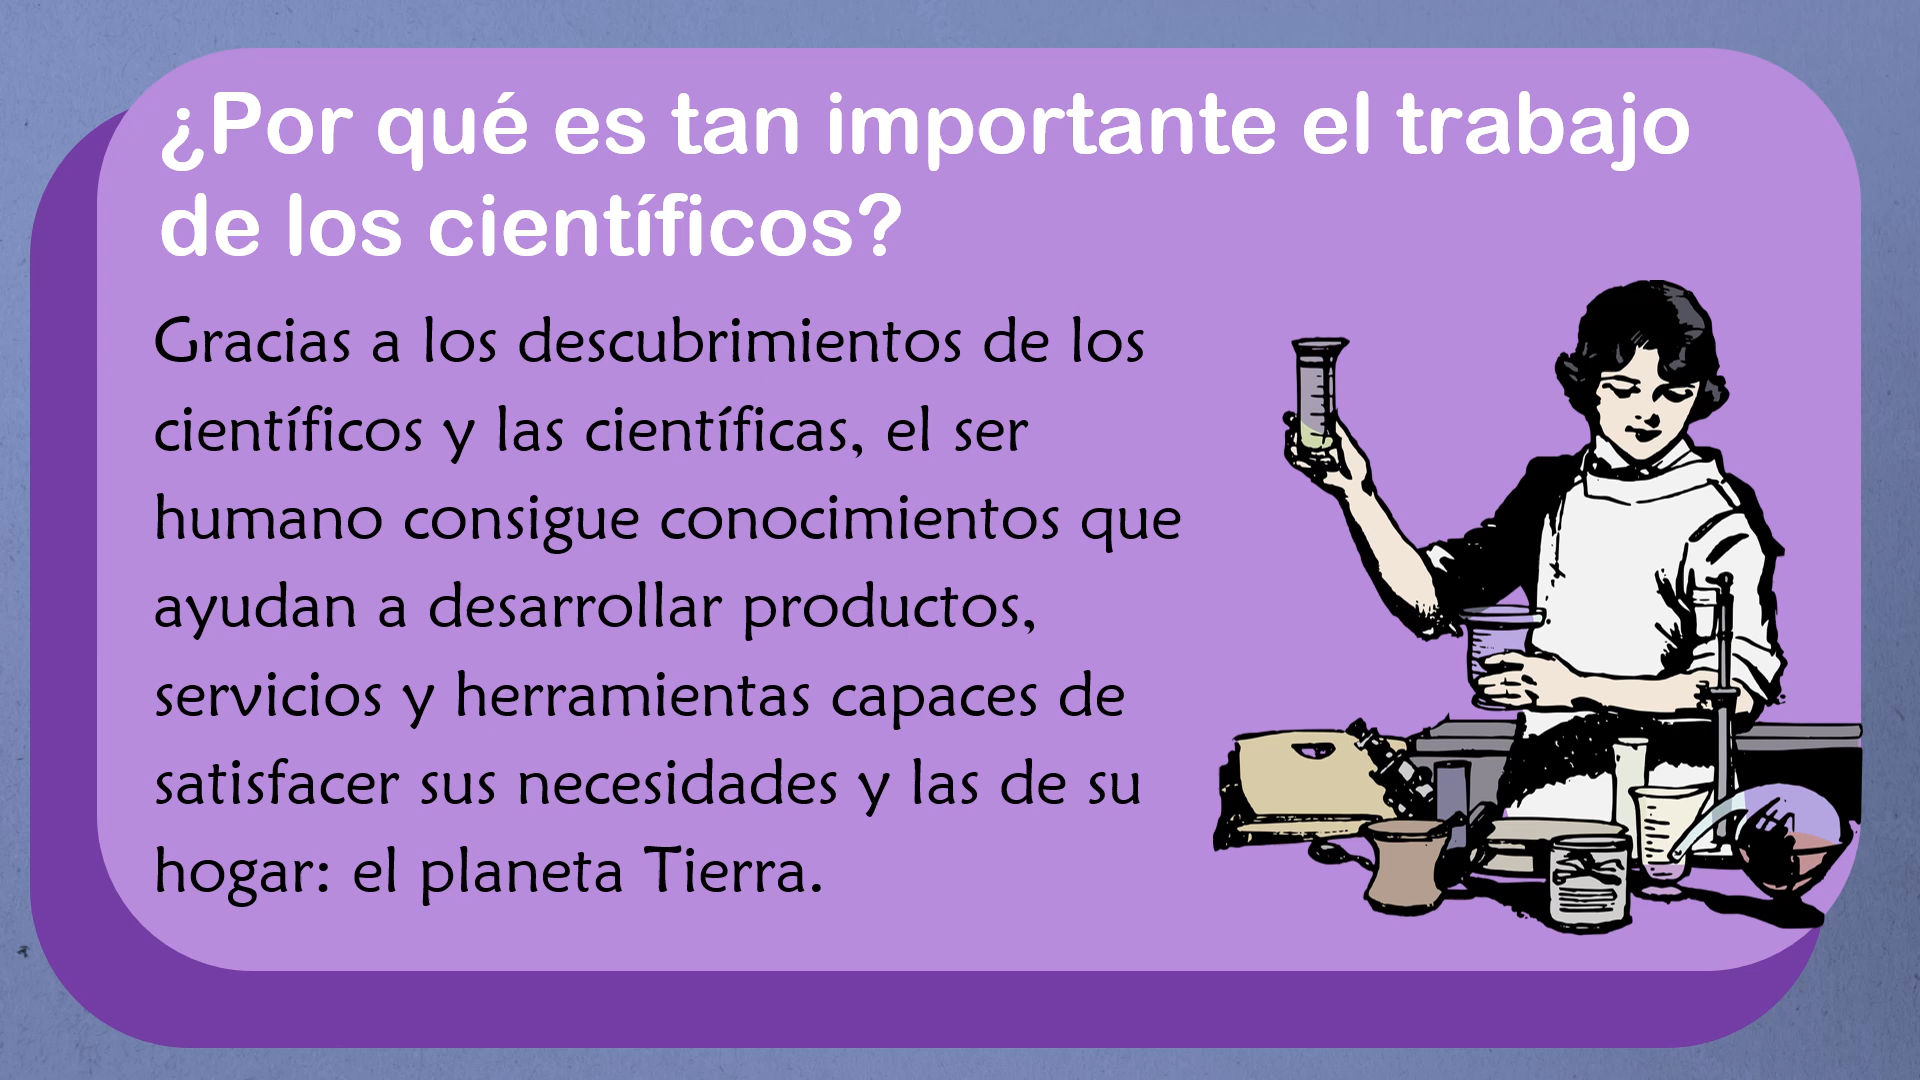 ¿Por qué es tan importante el trabajo
de los científicos?
Gracias a los descubrimientos de los
científicos y las científicas, el ser
humano consigue conocimientos que
ayudan a desarrollar productos,
servicios y herramientas capaces de
satisfacer sus necesidades y las de su
hogar: el planeta Tierra.